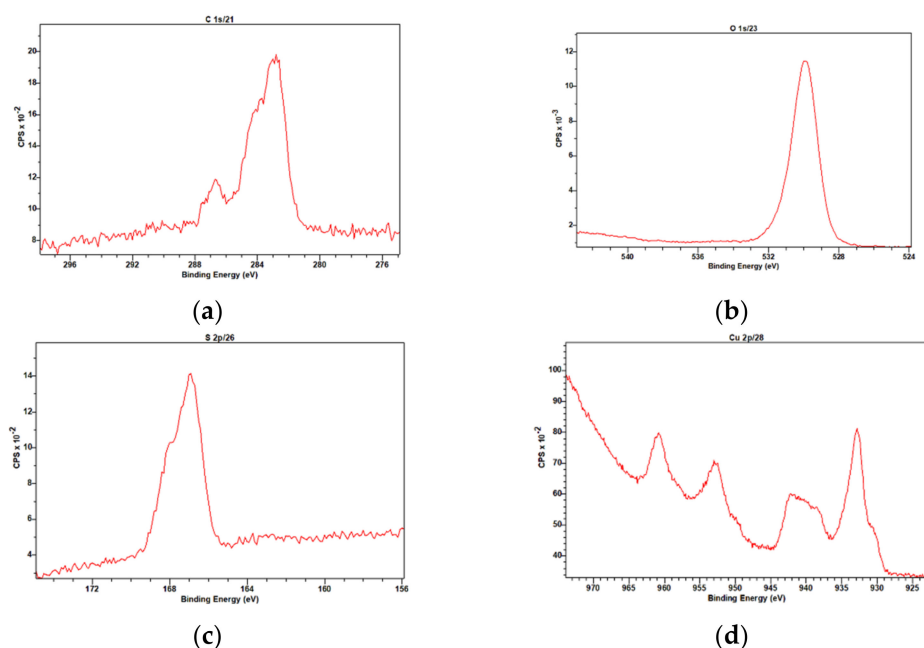 C 1s/21
20
18
16
14
12
10
8
CPS x 10⁻²
296 292 288 284 280 276
Binding Energy (eV)
(a)
O 1s/23
12
10
8
6
4
2
CPS x 10⁻³
540 536 532 528 524
Binding Energy (eV)
(b)
S 2p/26
14
12
10
8
6
4
CPS x 10⁻²
172 168 164 160 156
Binding Energy (eV)
(c)
Cu 2p/28
100
90
80
70
60
50
40
CPS x 10⁻²
970 965 960 955 950 945 940 935 930 925
Binding Energy (eV)
(d)